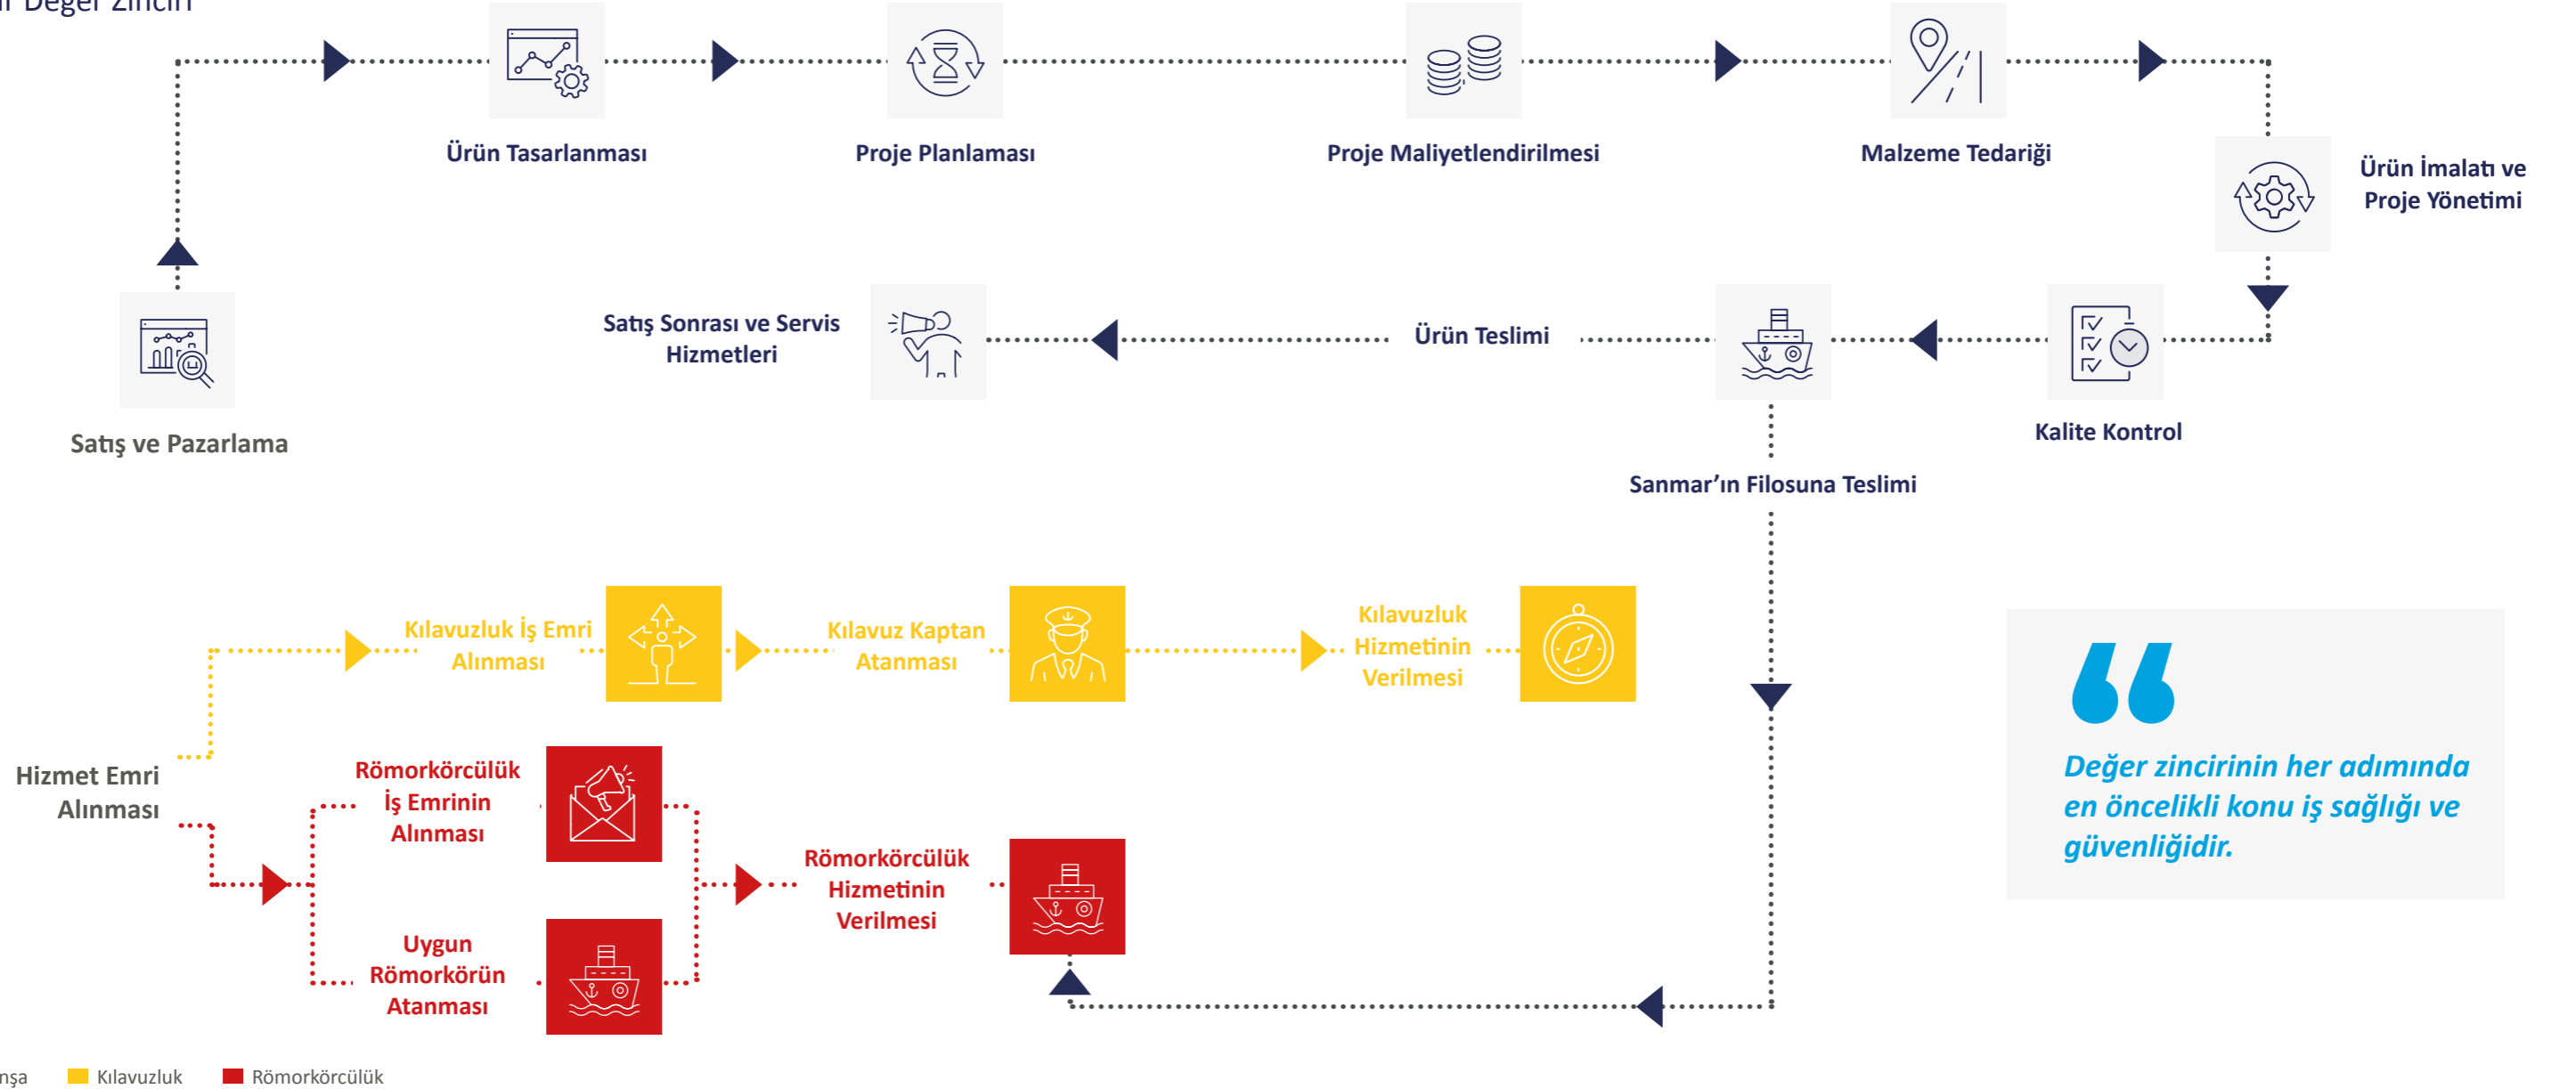 Değer Zinciri
Ürün Tasarlanması
Proje Planlaması
Proje Maliyetlendirilmesi
Malzeme Tedariği
Ürün İmalatı ve
Proje Yönetimi
Satış Sonrası ve Servis
Hizmetleri
Ürün Teslimi
Kalite Kontrol
Satış ve Pazarlama
Sanmar’ın Filosuna Teslimi
Kılavuzluk İş Emri
Alınması
Kılavuz Kaptan
Atanması
Kılavuzluk
Hizmetinin
Verilmesi
Hizmet Emri
Alınması
Römorkörcülük
İş Emrinin
Alınması
Uygun
Römorkörün
Atanması
Römorkörcülük
Hizmetinin
Verilmesi
“
Değer zincirinin her adımında
en öncelikli konu iş sağlığı ve
güvenliğidir.
Kılavuzluk
Römorkörcülük